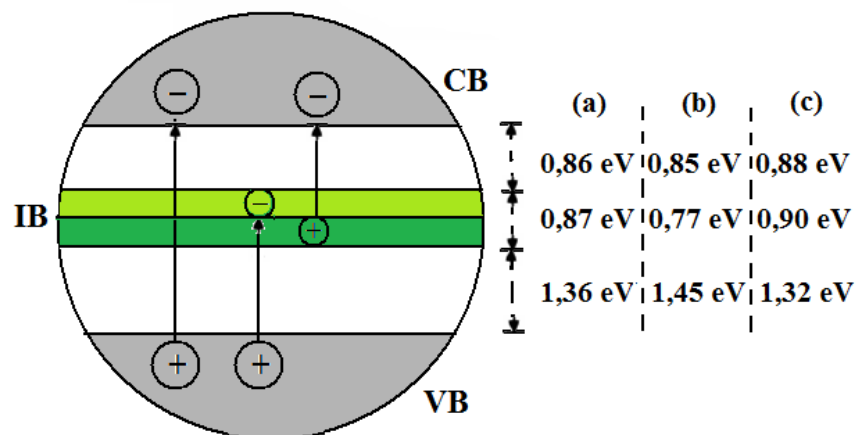 CB
(a) (b) (c)
0,86 eV 0,85 eV 0,88 eV
IB
0,87 eV 0,77 eV 0,90 eV
1,36 eV 1,45 eV 1,32 eV
VB